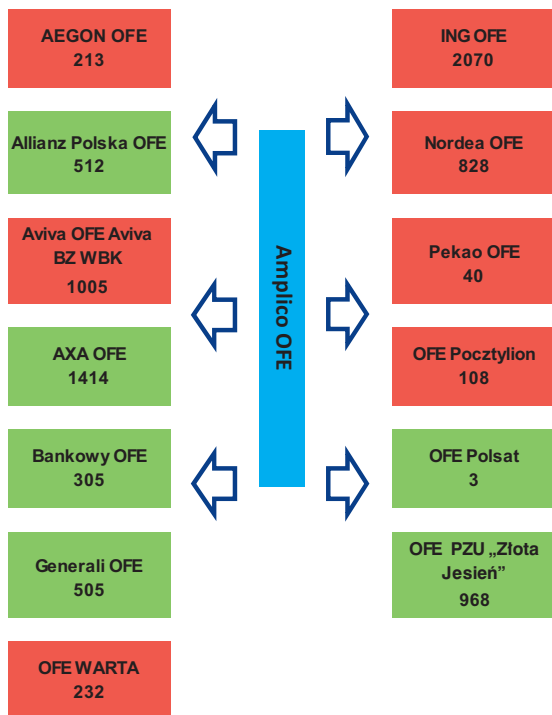 AEGON OFE
213
Allianz Polska OFE
512
Aviva OFE Aviva
BZ WBK
1005
AXA OFE
1414
Bankowy OFE
305
Generali OFE
505
OFE WARTA
232
Amplico OFE
ING OFE
2070
Nordea OFE
828
Pekao OFE
40
OFE Pocztylion
108
OFE Polsat
3
OFE PZU „Złota
Jesień”
968